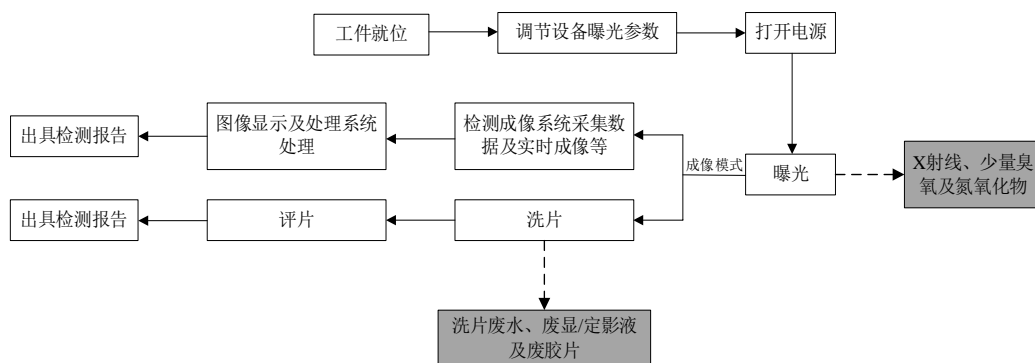 工件就位
调节设备曝光参数
打开电源
出具检测报告
图像显示及处理系统
处理
检测成像系统采集数
据及实时成像等
成像模式
曝光
X射线、少量臭
氧及氮氧化物
出具检测报告
评片
洗片
洗片废水、废显/定影液
及废胶片